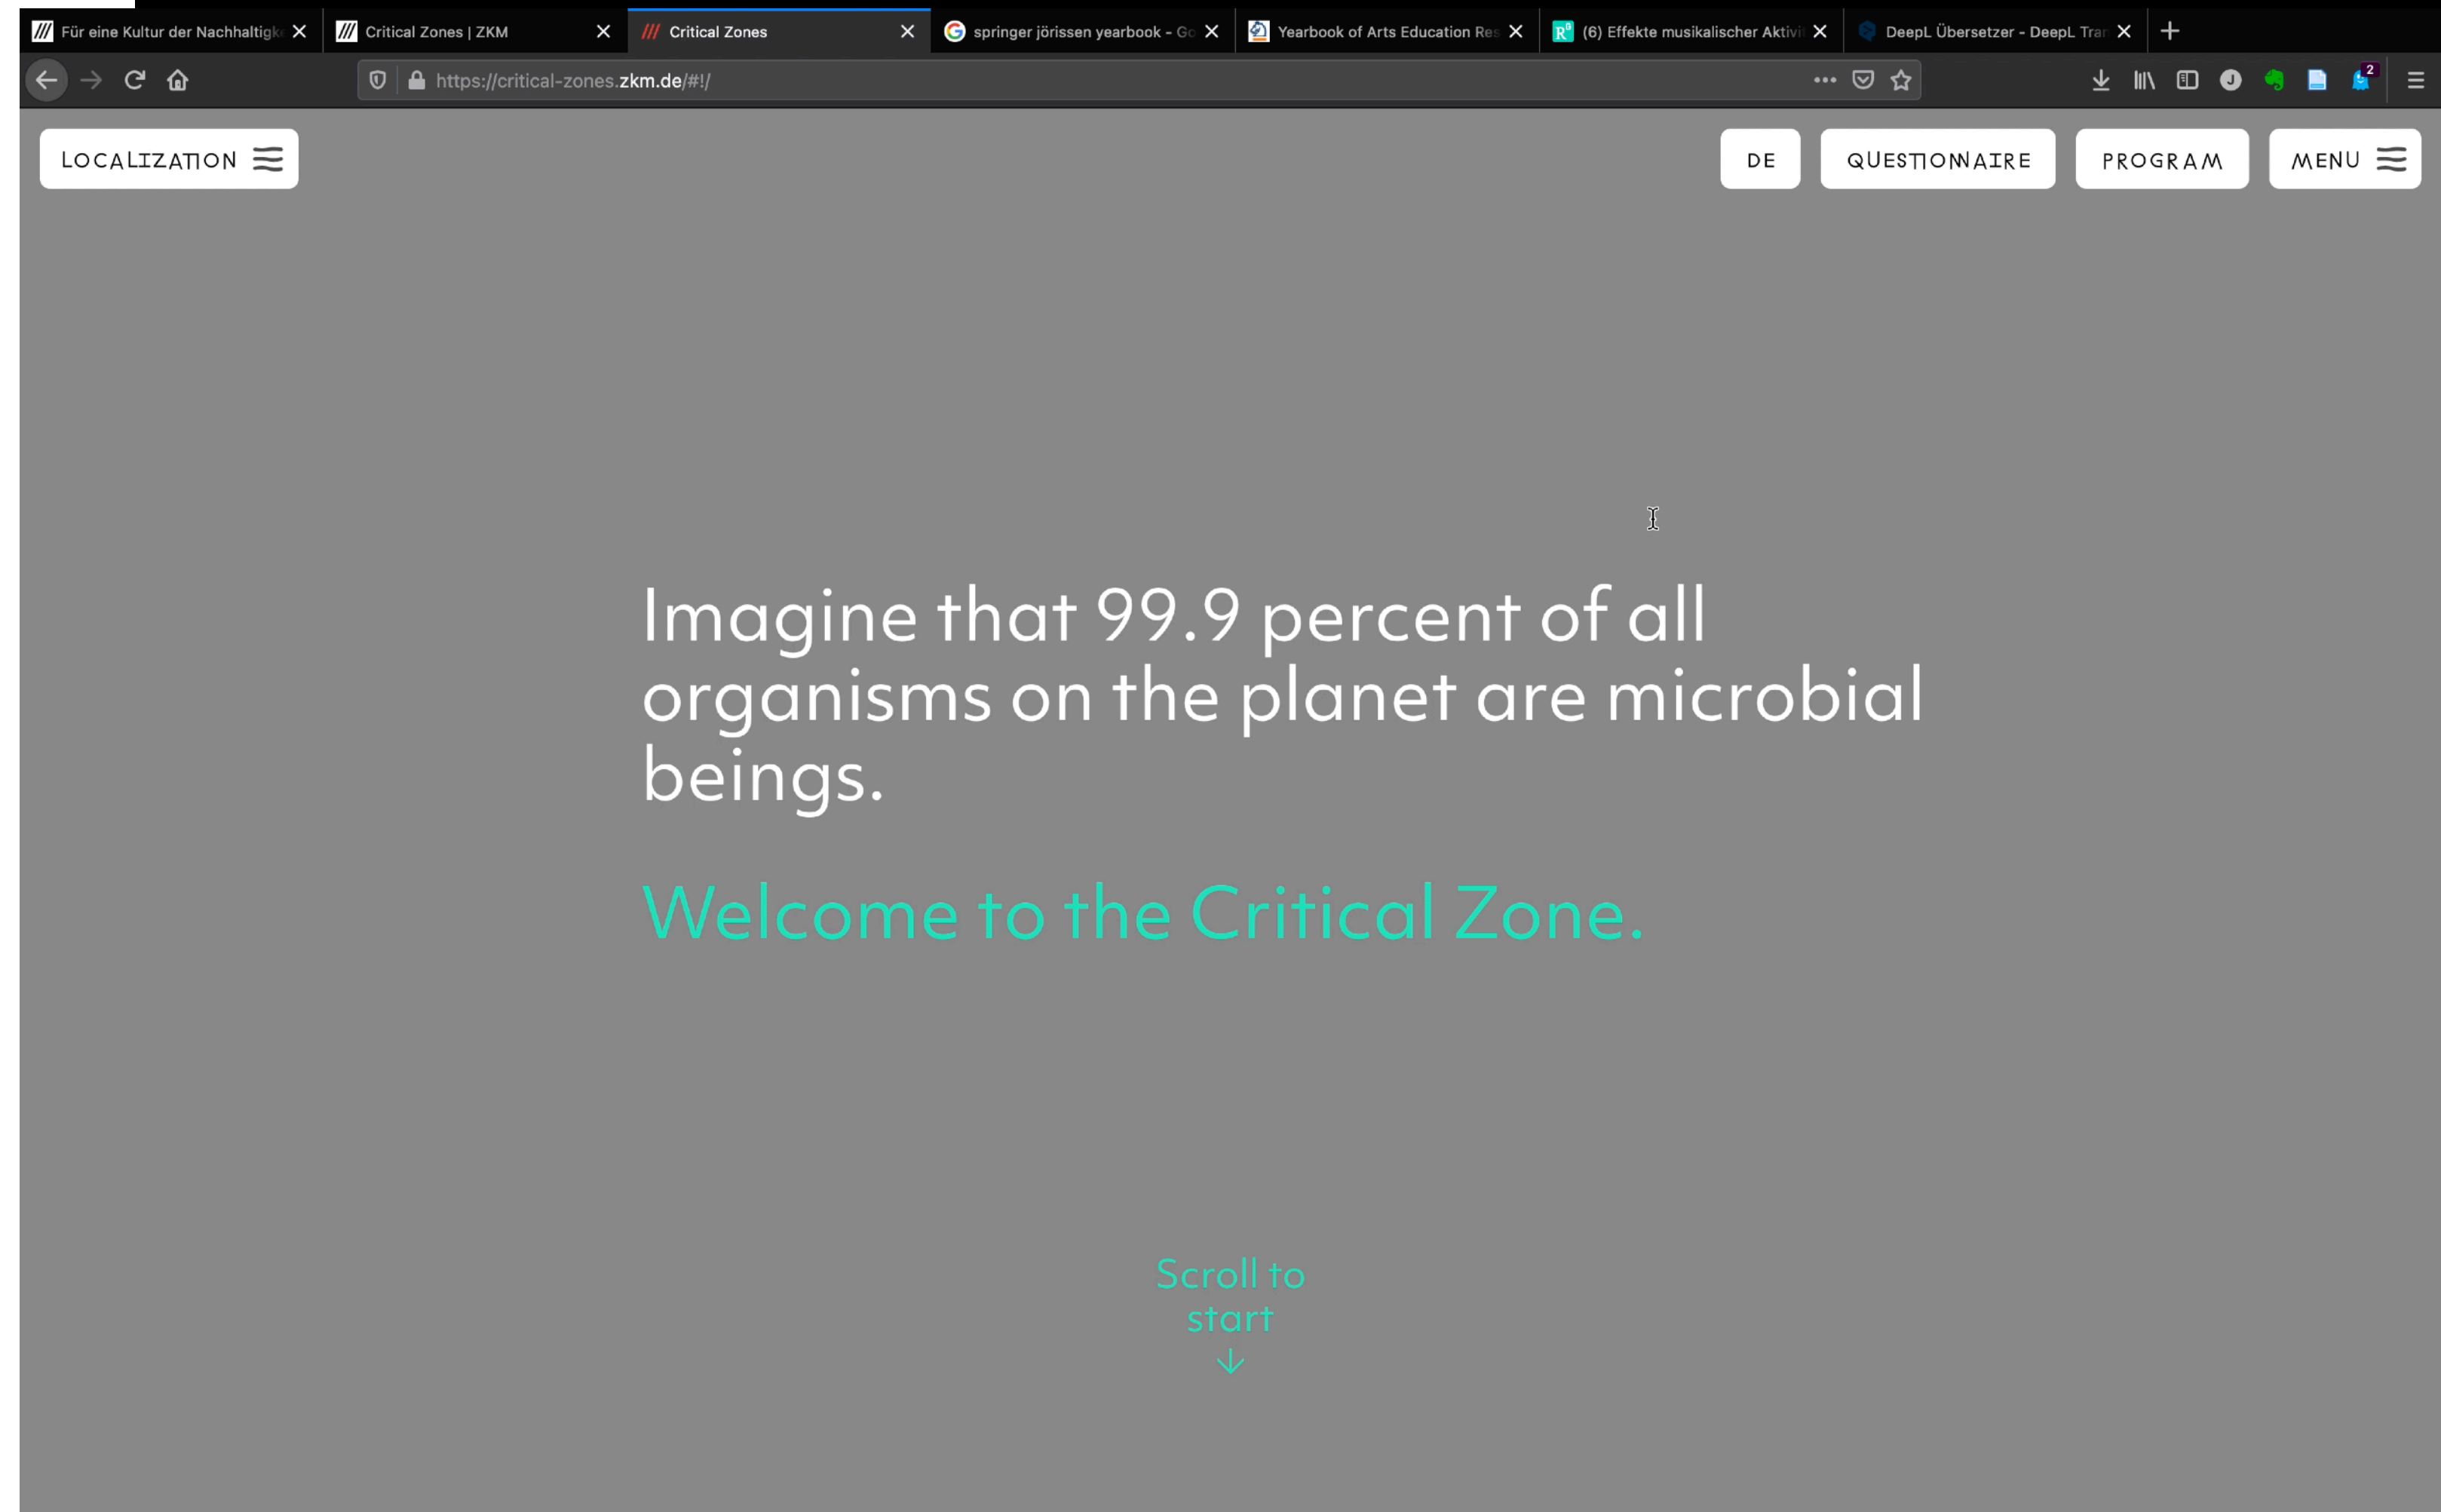 Für eine Kultur der Nachhaltigk
Critical Zones | ZKM
Critical Zones
springer jörissen yearbook - Go
Yearbook of Arts Education Res
(6) Effekte musikalischer Aktivi
DeepL Übersetzer - DeepL Tran
https://critical-zones.zkm.de/#!/
J
2
LOCALIZATION
DE
QUESTIONNAIRE
PROGRAM
MENU
Imagine that 99.9 percent of all
organisms on the planet are microbial
beings.
Welcome to the Critical Zone.
Scroll to
start